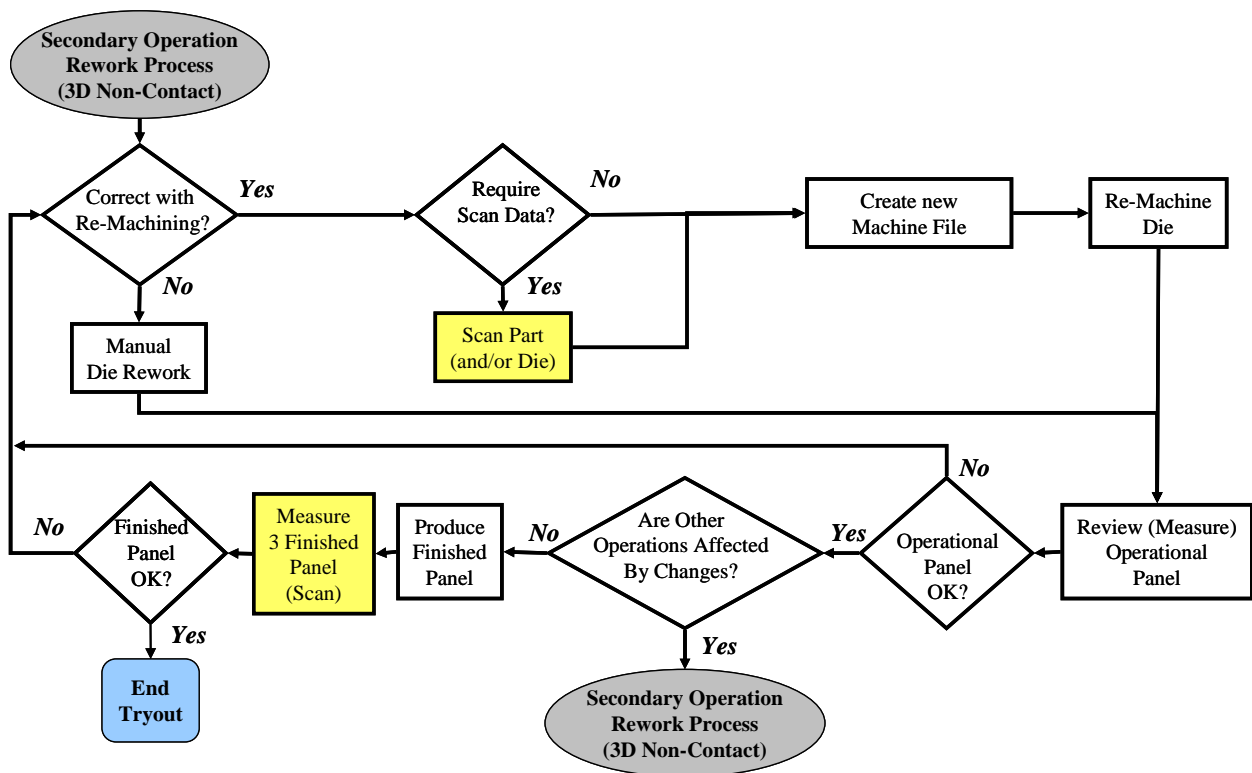 Secondary Operation
Rework Process
(3D Non-Contact)
Correct with
Re-Machining?
Yes
No
Require
Scan Data?
No
Yes
Create new
Machine File
Re-Machine
Die
Manual
Die Rework
Scan Part
(and/or Die)
Review (Measure)
Operational
Panel
Operational
Panel
OK?
No
Yes
Are Other
Operations Affected
By Changes?
No
Yes
Produce
Finished
Panel
Measure
3 Finished
Panel
(Scan)
Finished
Panel
OK?
No
Yes
End
Tryout
Secondary Operation
Rework Process
(3D Non-Contact)